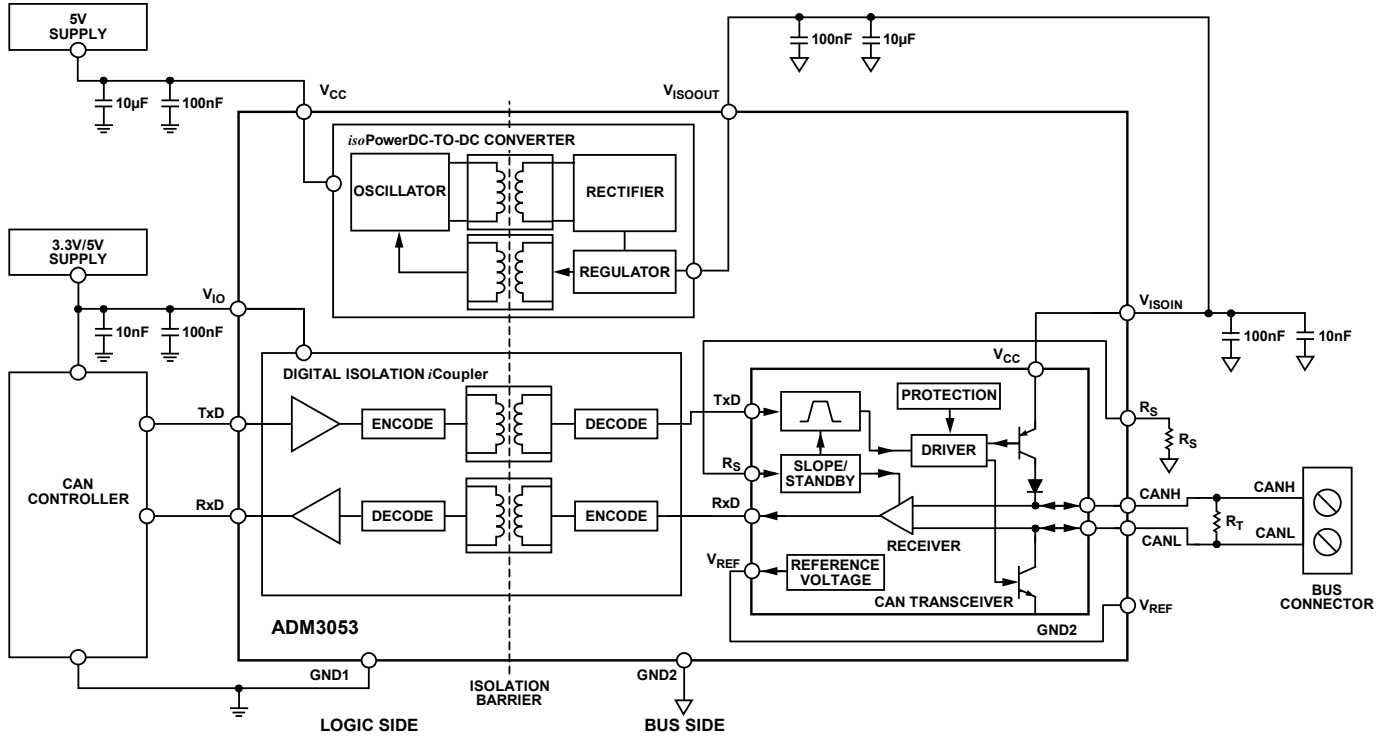 5V
SUPPLY
100nF
10µF
10µF
100nF
VCC
VISOOUT
isoPowerDC-TO-DC CONVERTER
OSCILLATOR
RECTIFIER
REGULATOR
3.3V/5V
SUPPLY
VIO
10nF
100nF
VISOIN
100nF
10nF
VCC
DIGITAL ISOLATION iCoupler
TxD
ENCODE
DECODE
TxD
PROTECTION
DRIVER
RS
RS
RS
SLOPE/
STANDBY
CAN
CONTROLLER
RxD
DECODE
ENCODE
RxD
RECEIVER
CANH
CANH
RT
CANL
CANL
VREF
REFERENCE
VOLTAGE
CAN TRANSCEIVER
BUS
CONNECTOR
VREF
GND2
ADM3053
GND1
ISOLATION
BARRIER
GND2
LOGIC SIDE
BUS SIDE